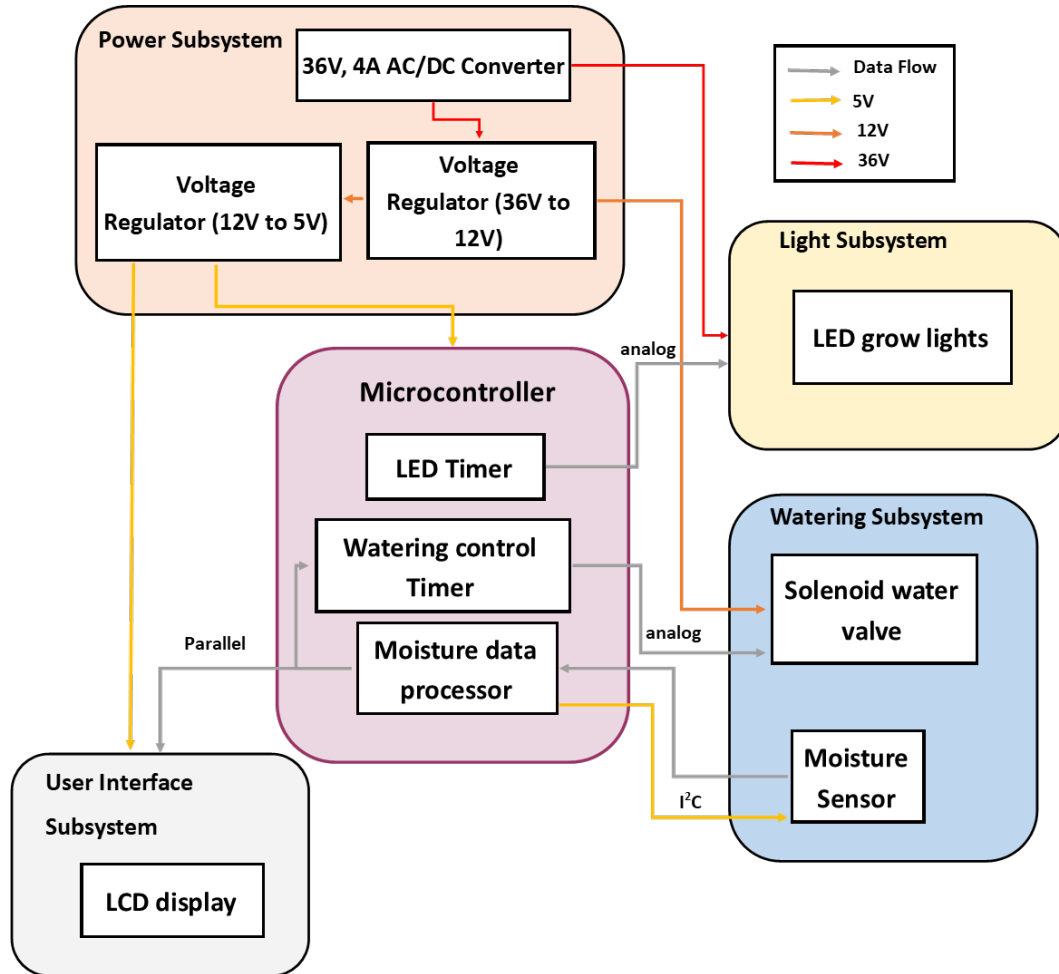 Power Subsystem
36V, 4A AC/DC Converter
Voltage
Regulator (12V to 5V)
Voltage
Regulator (36V to
12V)
Data Flow
5V
12V
36V
Light Subsystem
LED grow lights
analog
Microcontroller
LED Timer
Watering control
Timer
Moisture data
processor
Parallel
analog
Watering Subsystem
Solenoid water
valve
Moisture
Sensor
I²C
User Interface
Subsystem
LCD display